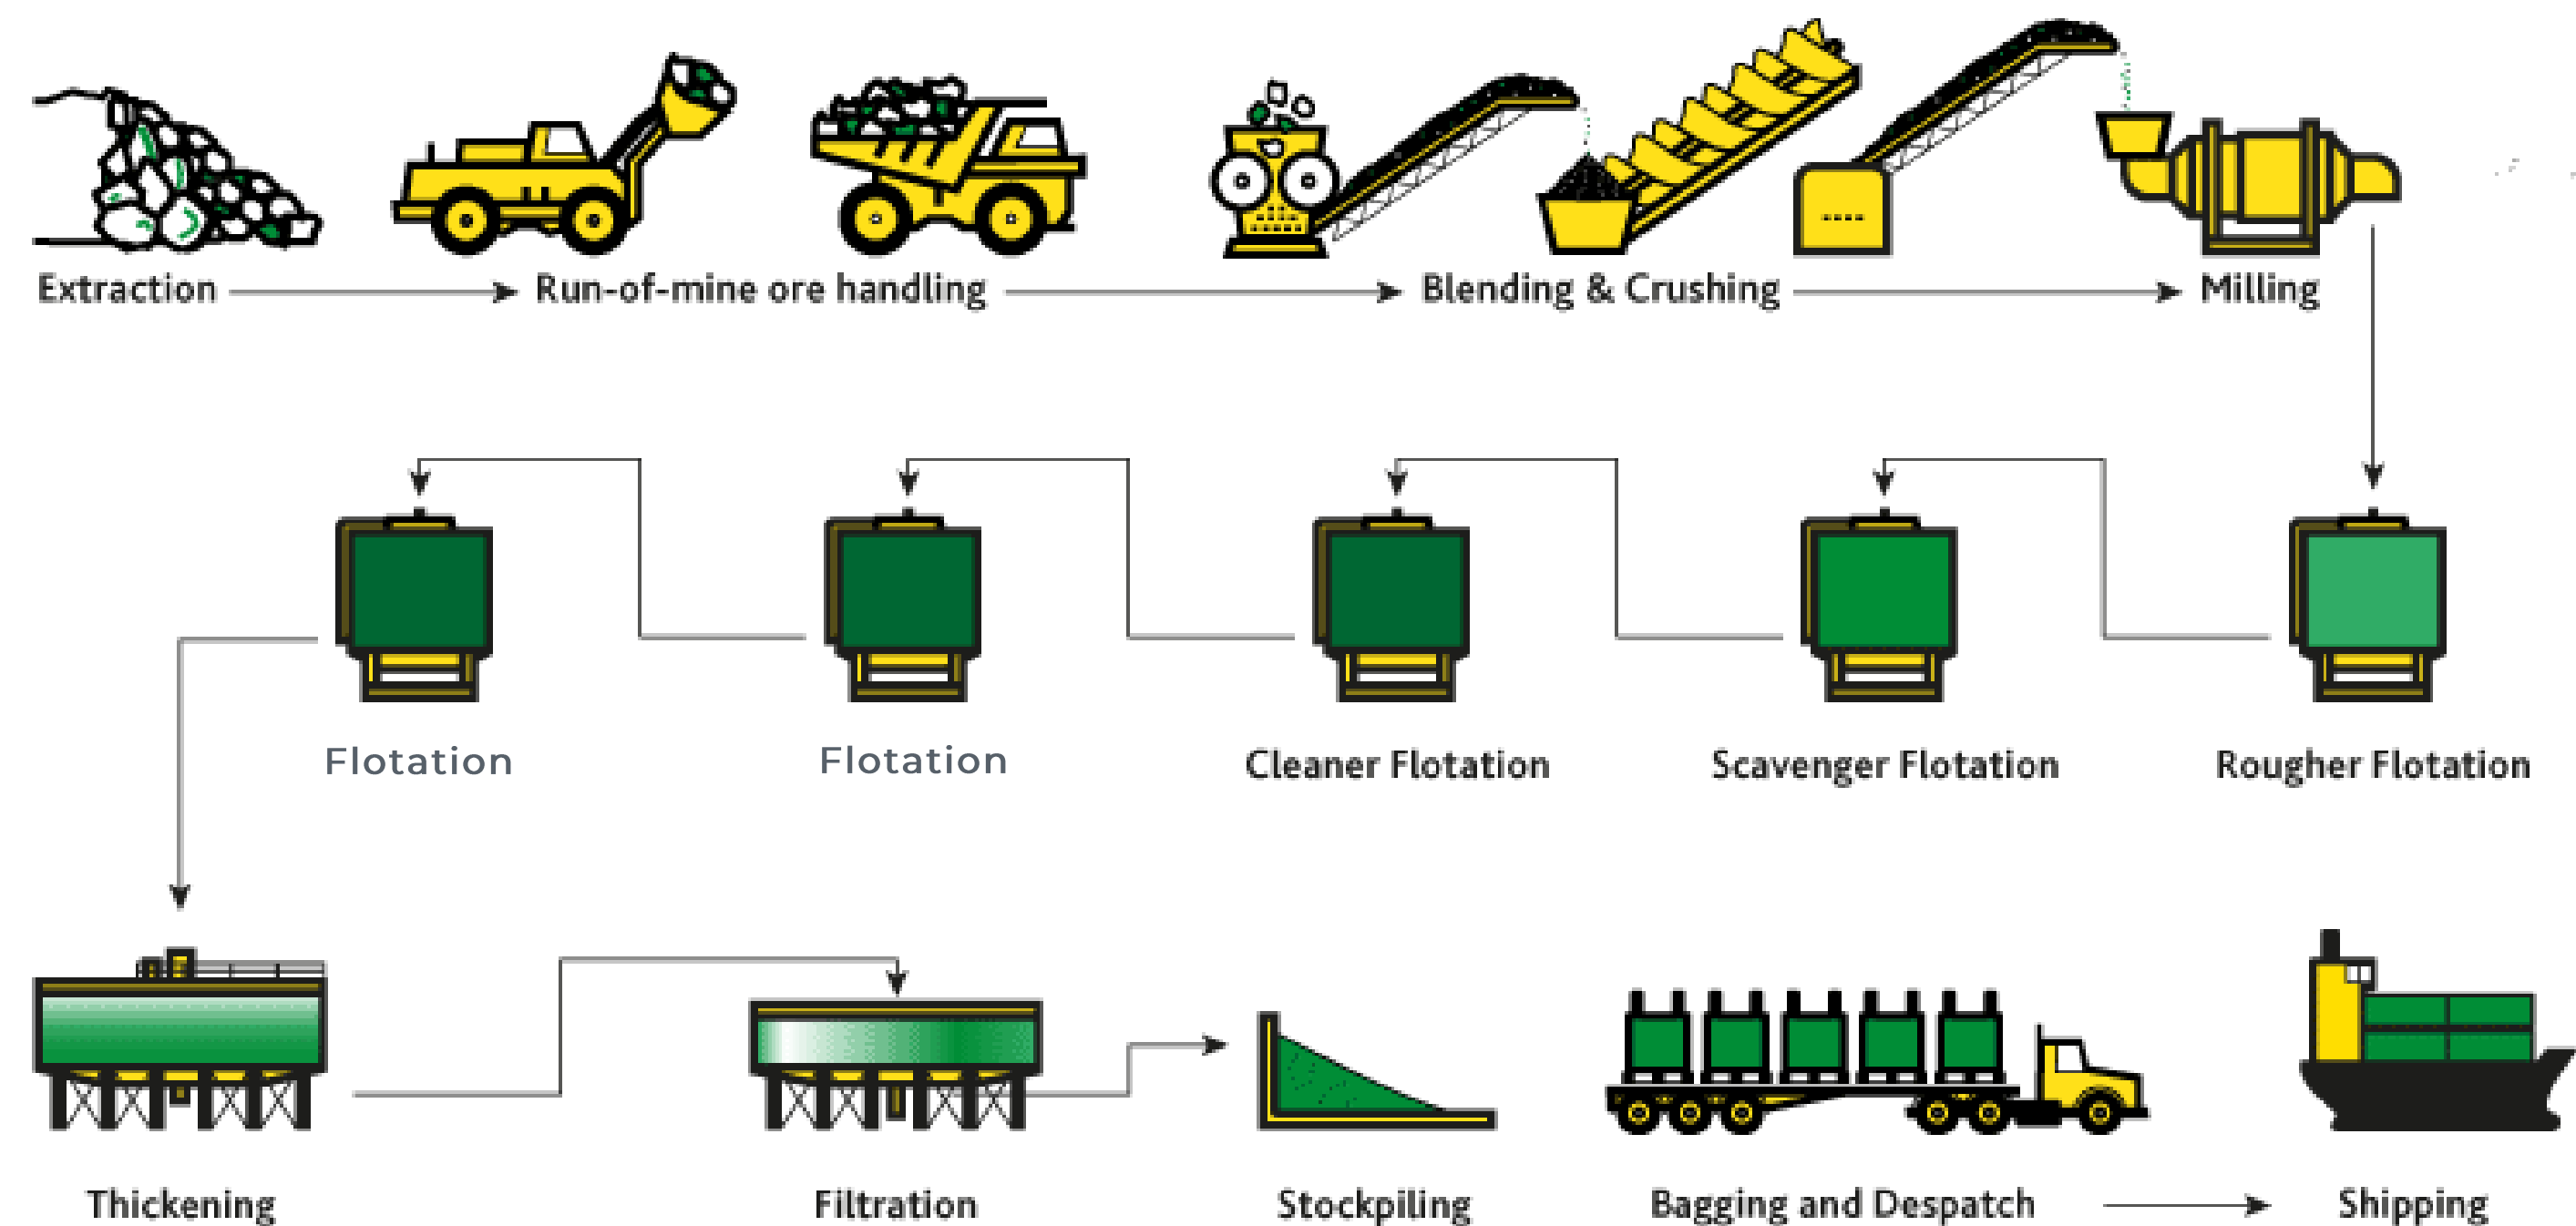 Extraction
Run-of-mine ore handling
Blending & Crushing
Milling
Flotation
Flotation
Cleaner Flotation
Scavenger Flotation
Rougher Flotation
Thickening
Filtration
Stockpiling
Bagging and Despatch
Shipping